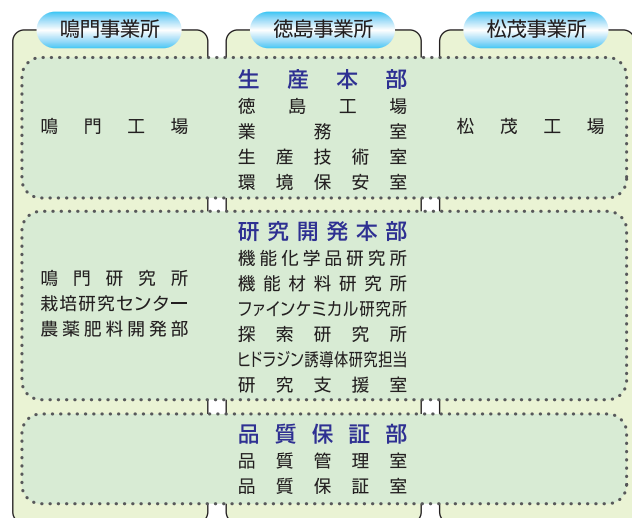 鳴門事業所
徳島事業所
松茂事業所
生産本部
鳴門工場
徳島工場
業務室
生産技術室
環境保安室
松茂工場
研究開発本部
鳴門研究所
栽培研究センター
農薬肥料開発部
機能化学品研究所
機能材料研究所
ファインケミカル研究所
探索研究所
ヒドラジン誘導体研究担当
研究支援室
品質保証部
品質管理室
品質保証室